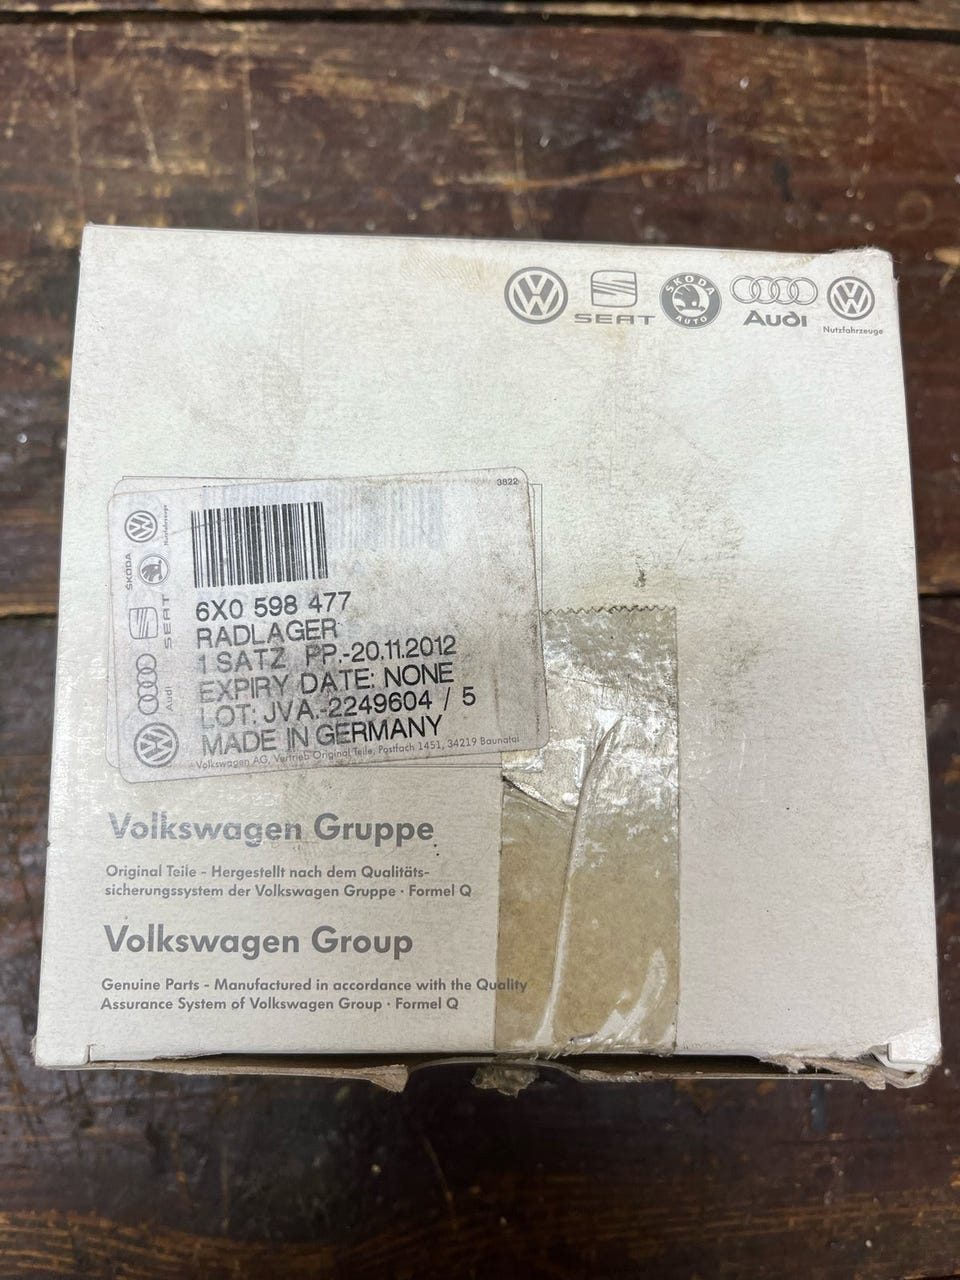 SEAT
ŠKODA
AUTO
Audi
Nutzfahrzeuge
3822
Nutzfahrzeuge
ŠKODA
SEAT
Audi
6X0 598 477
RADLAGER
1 SATZ PP.-20.11.2012
EXPIRY DATE: NONE
LOT: JVA.-2249604 / 5
MADE IN GERMANY
Volkswagen AG, Vertrieb Original Teile, Postfach 1451, 34219 Baunatal
Volkswagen Gruppe
Original Teile - Hergestellt nach dem Qualitäts-
sicherungssystem der Volkswagen Gruppe · Formel Q
Volkswagen Group
Genuine Parts - Manufactured in accordance with the Quality
Assurance System of Volkswagen Group · Formel Q